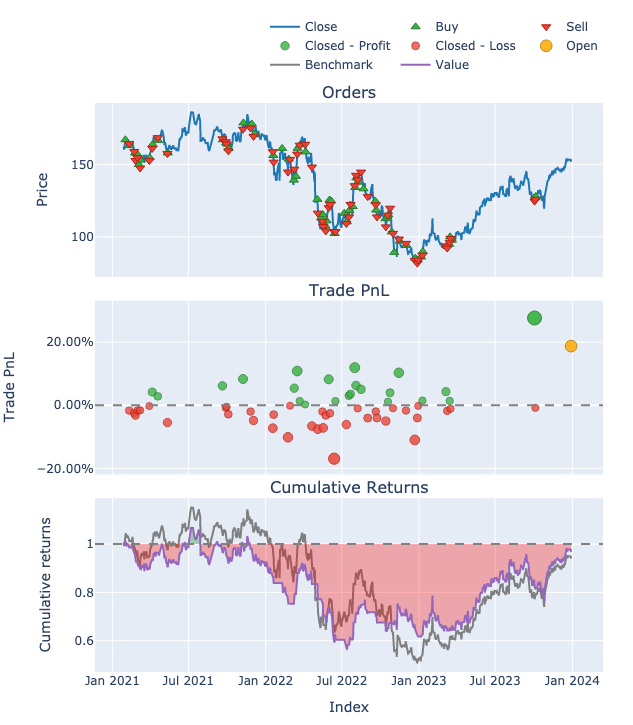 Close Buy Sell
Closed - Profit Closed - Loss Open
Benchmark Value
Orders
150
100
Price
Trade PnL
20.00%
0.00%
−20.00%
Trade PnL
Cumulative Returns
1
0.8
0.6
Cumulative returns
Jan 2021 Jul 2021 Jan 2022 Jul 2022 Jan 2023 Jul 2023 Jan 2024
Index